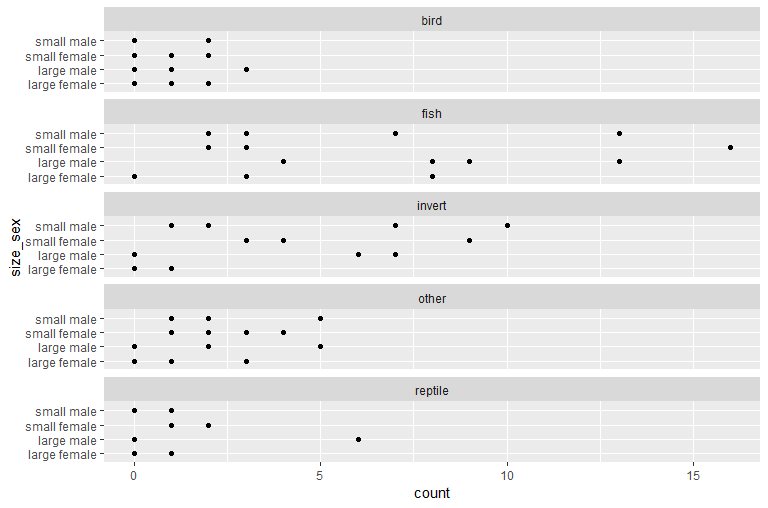 bird
small male
small female
large male
large female
fish
small male
small female
large male
large female
invert
small male
small female
large male
large female
other
small male
small female
large male
large female
reptile
small male
small female
large male
large female
0 5 10 15
count
size_sex